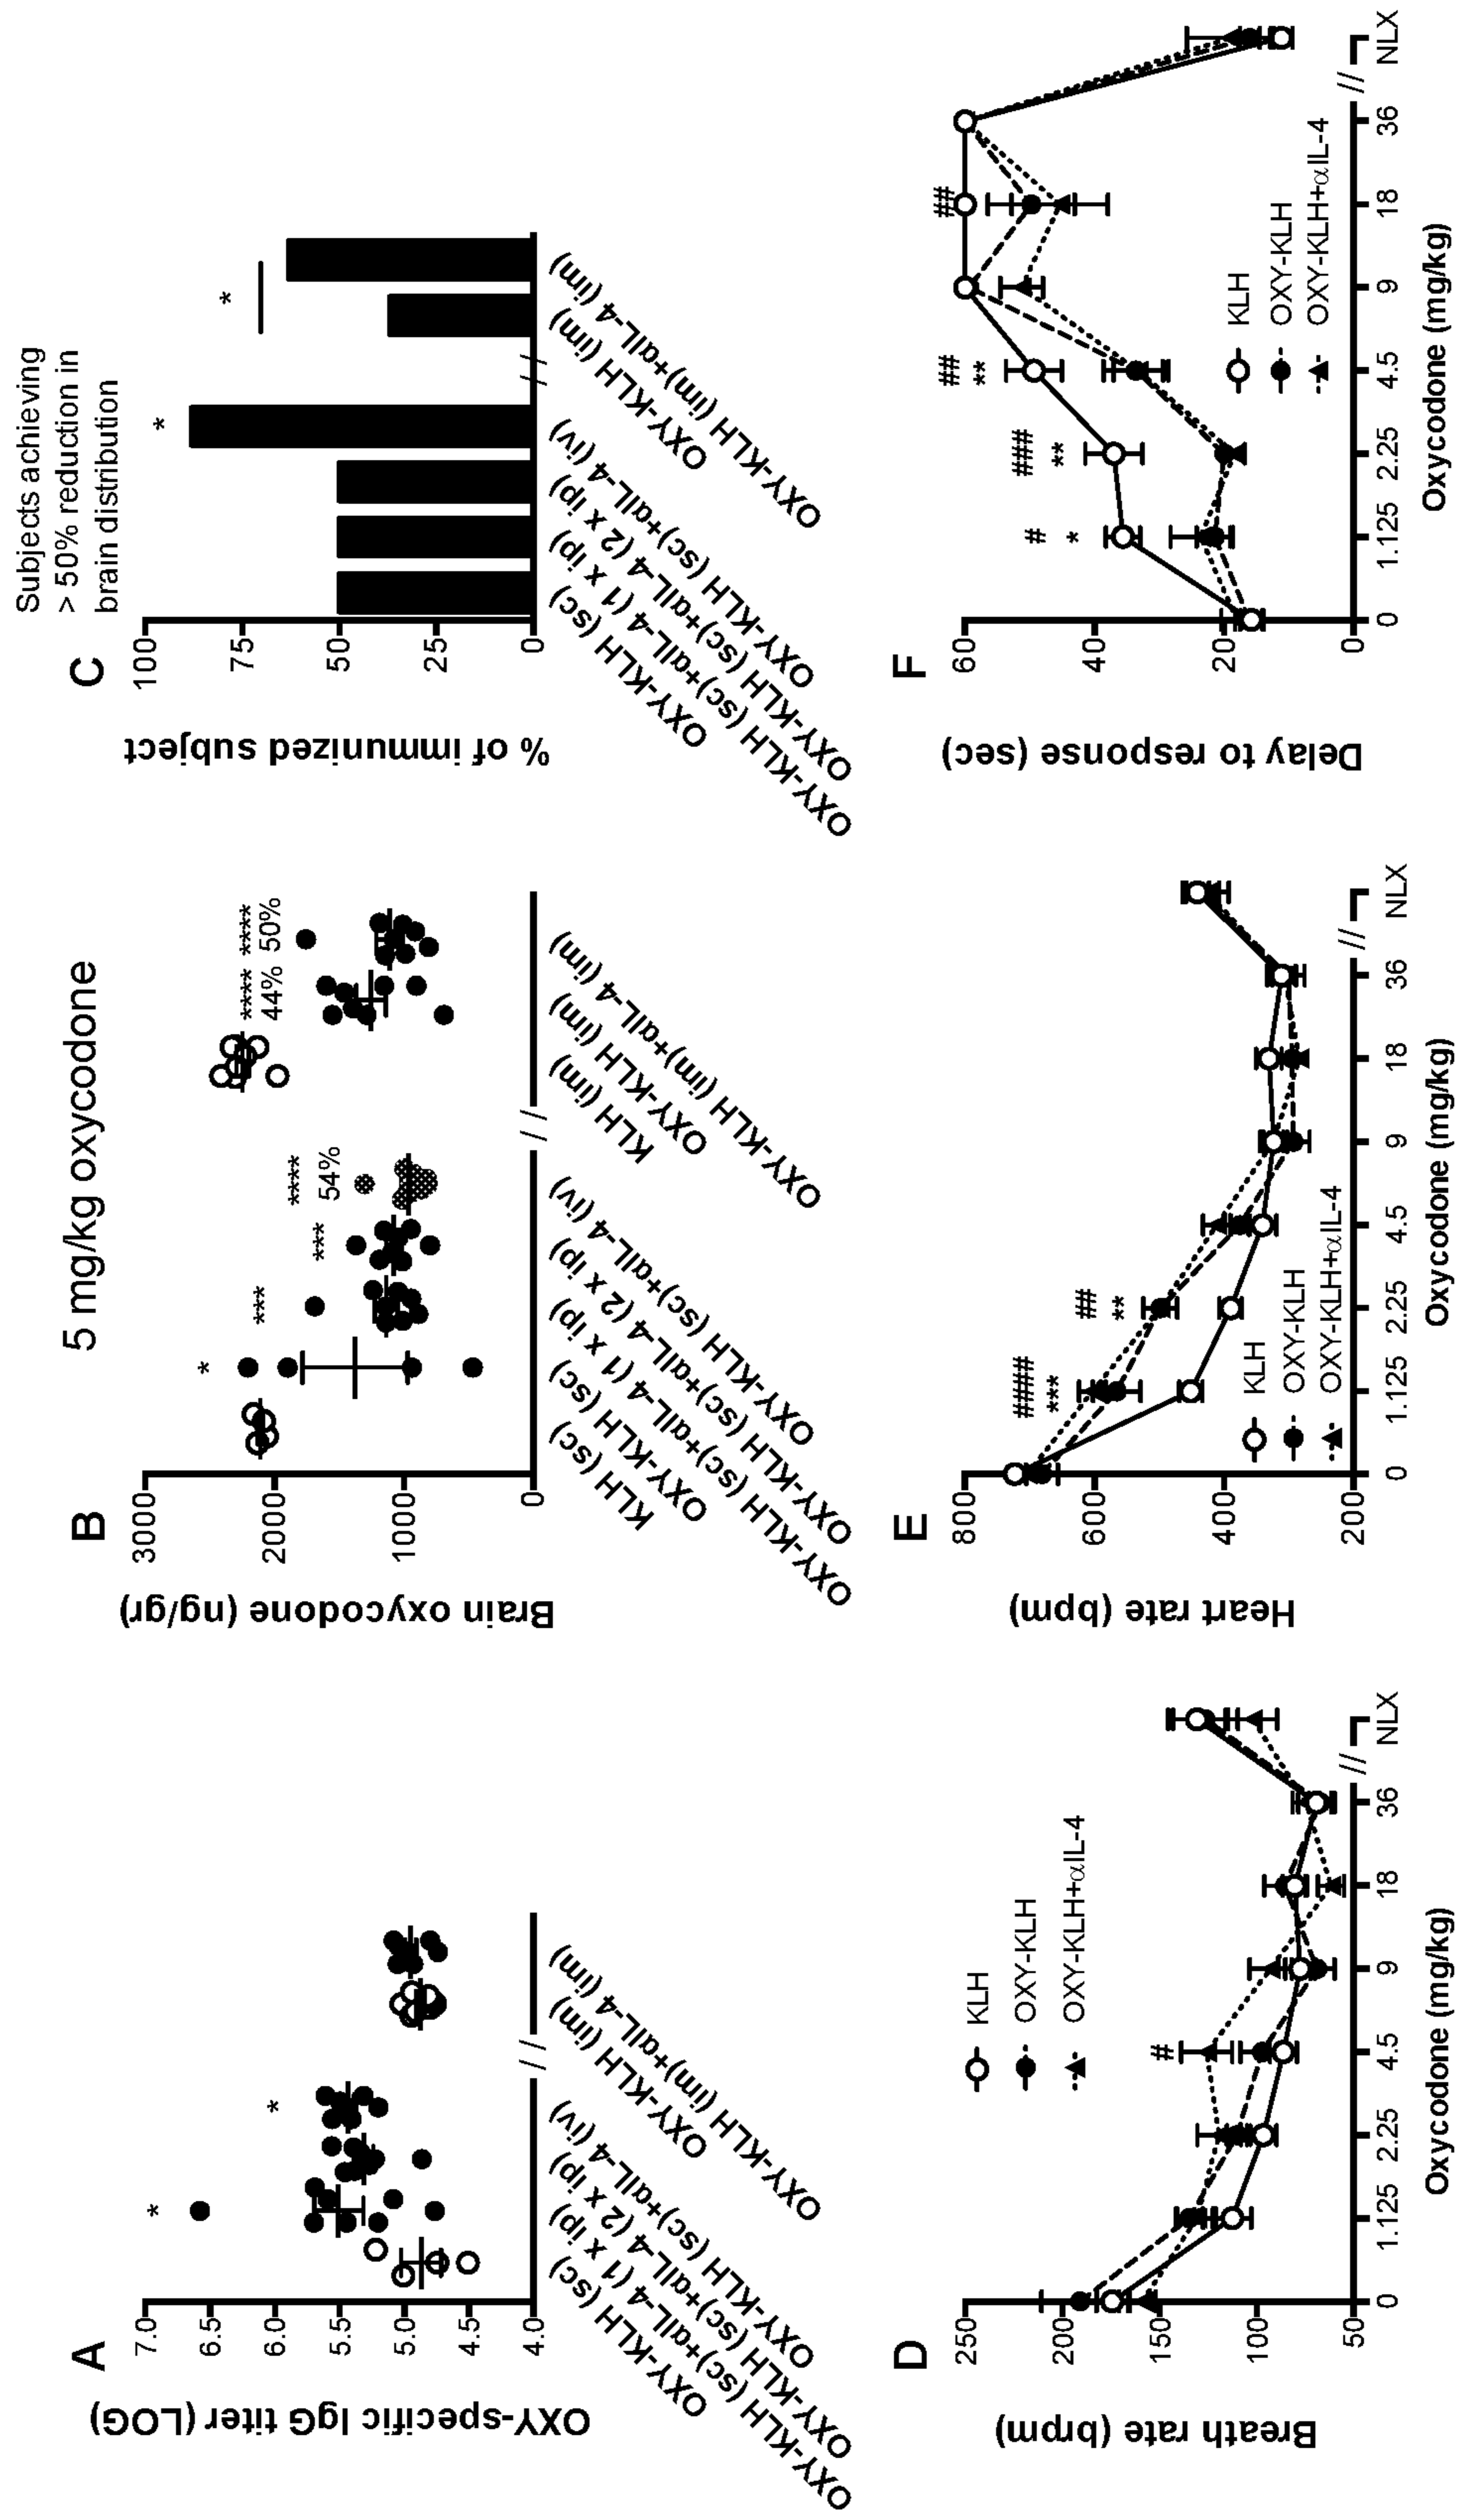 A
OXY-specific IgG titer (LOG)
7.0
6.5
6.0
5.5
5.0
4.5
4.0
*
*
OXY-KLH (sc)
OXY-KLH (sc)+αIL-4 (1 x ip)
OXY-KLH (sc)+αIL-4 (2 x ip)
OXY-KLH (sc)+αIL-4 (iv)
//
OXY-KLH (im)
OXY-KLH (im)+αIL-4 (im)
5 mg/kg oxycodone
B
Brain oxycodone (ng/gr)
3000
2000
1000
0
*
***
***
****
54%
**** ****
44% 50%
KLH (sc)
OXY-KLH (sc)
OXY-KLH (sc)+αIL-4 (1 x ip)
OXY-KLH (sc)+αIL-4 (2 x ip)
OXY-KLH (sc)+αIL-4 (iv)
//
KLH (im)
OXY-KLH (im)
OXY-KLH (im)+αIL-4 (im)
C
Subjects achieving
> 50% reduction in
brain distribution
% of immunized subject
100
75
50
25
0
*
*
OXY-KLH (sc)
OXY-KLH (sc)+αIL-4 (1 x ip)
OXY-KLH (sc)+αIL-4 (2 x ip)
OXY-KLH (sc)+αIL-4 (iv)
//
OXY-KLH (im)
OXY-KLH (im)+αIL-4 (im)
D
Breath rate (brpm)
250
200
150
100
50
KLH
OXY-KLH
OXY-KLH+αIL-4
#
0 1.125 2.25 4.5 9 18 36 // NLX
Oxycodone (mg/kg)
E
Heart rate (bpm)
800
600
400
200
####
***
##
**
KLH
OXY-KLH
OXY-KLH+αIL-4
0 1.125 2.25 4.5 9 18 36 // NLX
Oxycodone (mg/kg)
F
Delay to response (sec)
60
40
20
0
#
*
###
**
##
**
##
KLH
OXY-KLH
OXY-KLH+αIL-4
0 1.125 2.25 4.5 9 18 36 // NLX
Oxycodone (mg/kg)